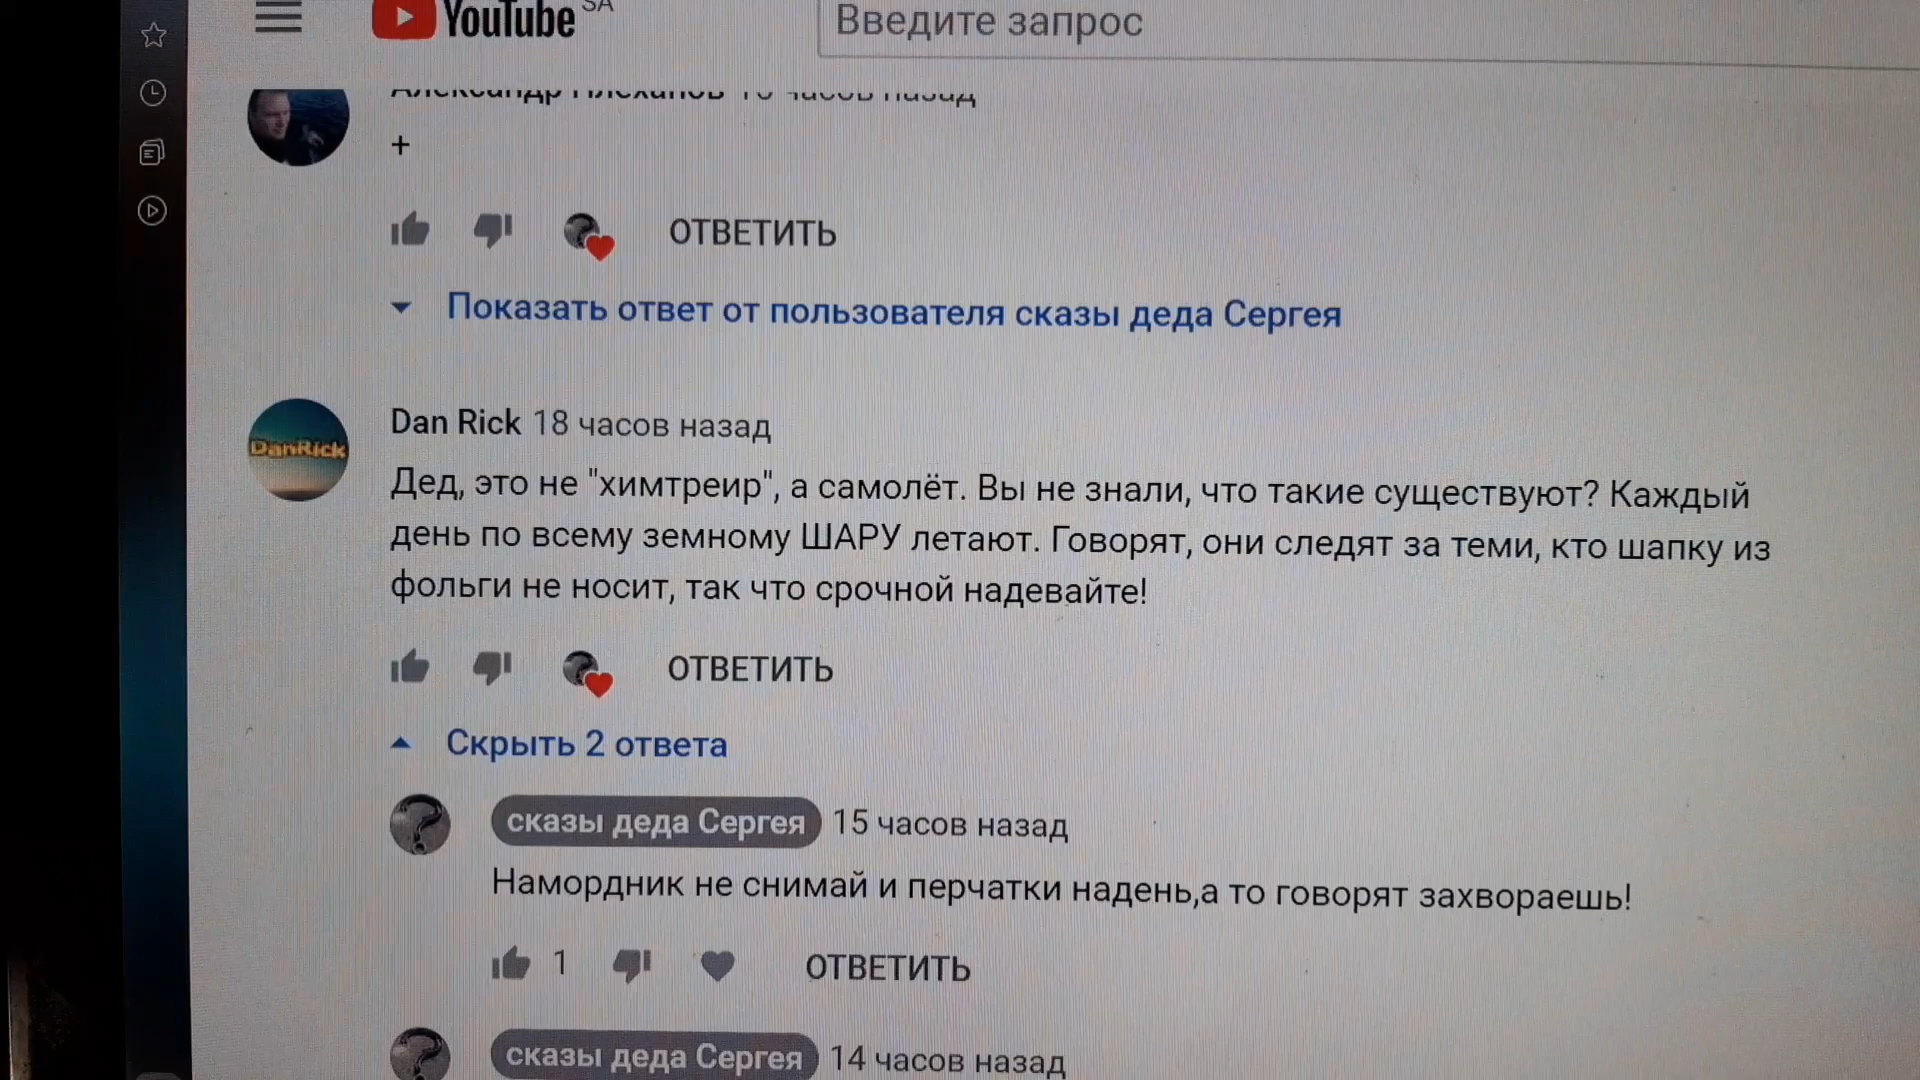 YouTube SA
Введите запрос
назад
+
ОТВЕТИТЬ
Показать ответ от пользователя сказы деда Сергея
DanRick
Dan Rick 18 часов назад
Дед, это не "химтреир", а самолёт. Вы не знали, что такие существуют? Каждый
день по всему земному ШАРУ летают. Говорят, они следят за теми, кто шапку из
фольги не носит, так что срочной надевайте!
ОТВЕТИТЬ
Скрыть 2 ответа
сказы деда Сергея 15 часов назад
Намордник не снимай и перчатки надень,а то говорят захвораешь!
1 ОТВЕТИТЬ
сказы деда Сергея 14 часов назад